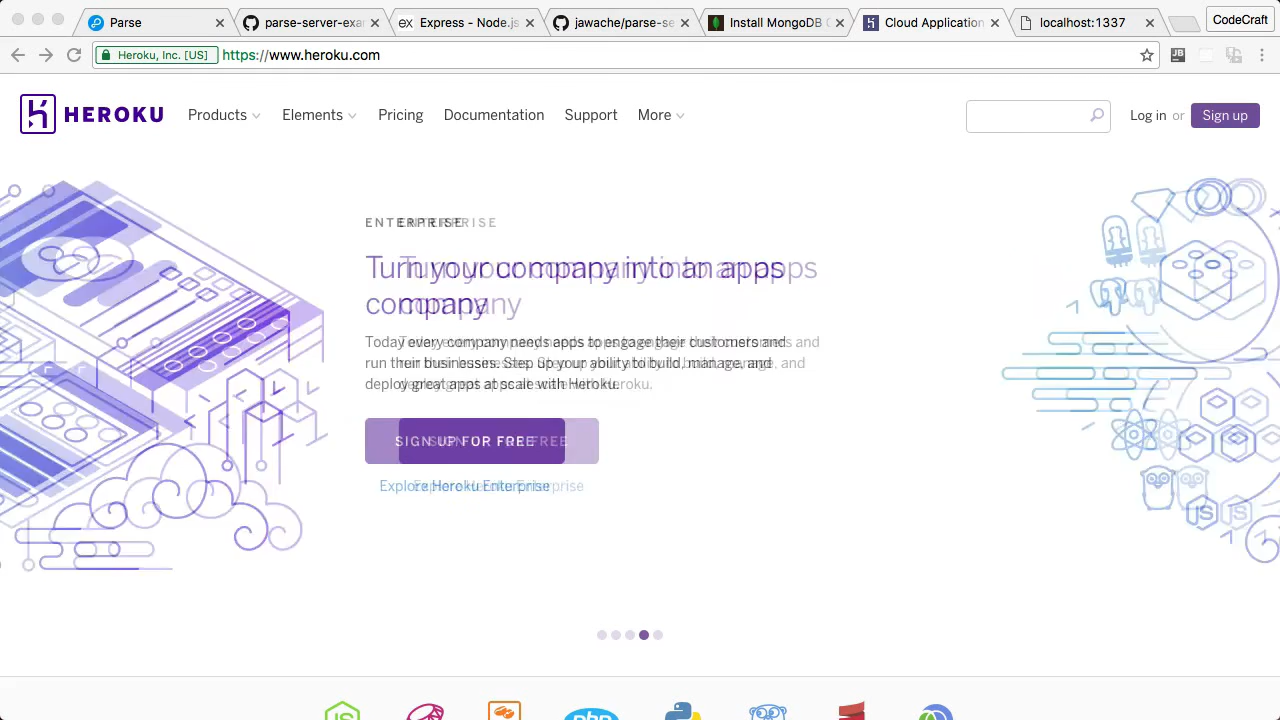 Parse
parse-server-exa
Express - Node.js
jawache/parse-se
Install MongoDB C
Cloud Application
localhost:1337
CodeCraft
Heroku, Inc. [US]
https://www.heroku.com
JB
HEROKU
Products
Elements
Pricing
Documentation
Support
More
Log in or
Sign up
ENTERPRISE
Turn your company into an apps
company
Today every company needs apps to engage their customers and
run their businesses. Step up your ability to build, manage, and
deploy great apps at scale with Heroku.
SIGN UP FOR FREE
Explore Heroku Enterprise
JS
JS
php